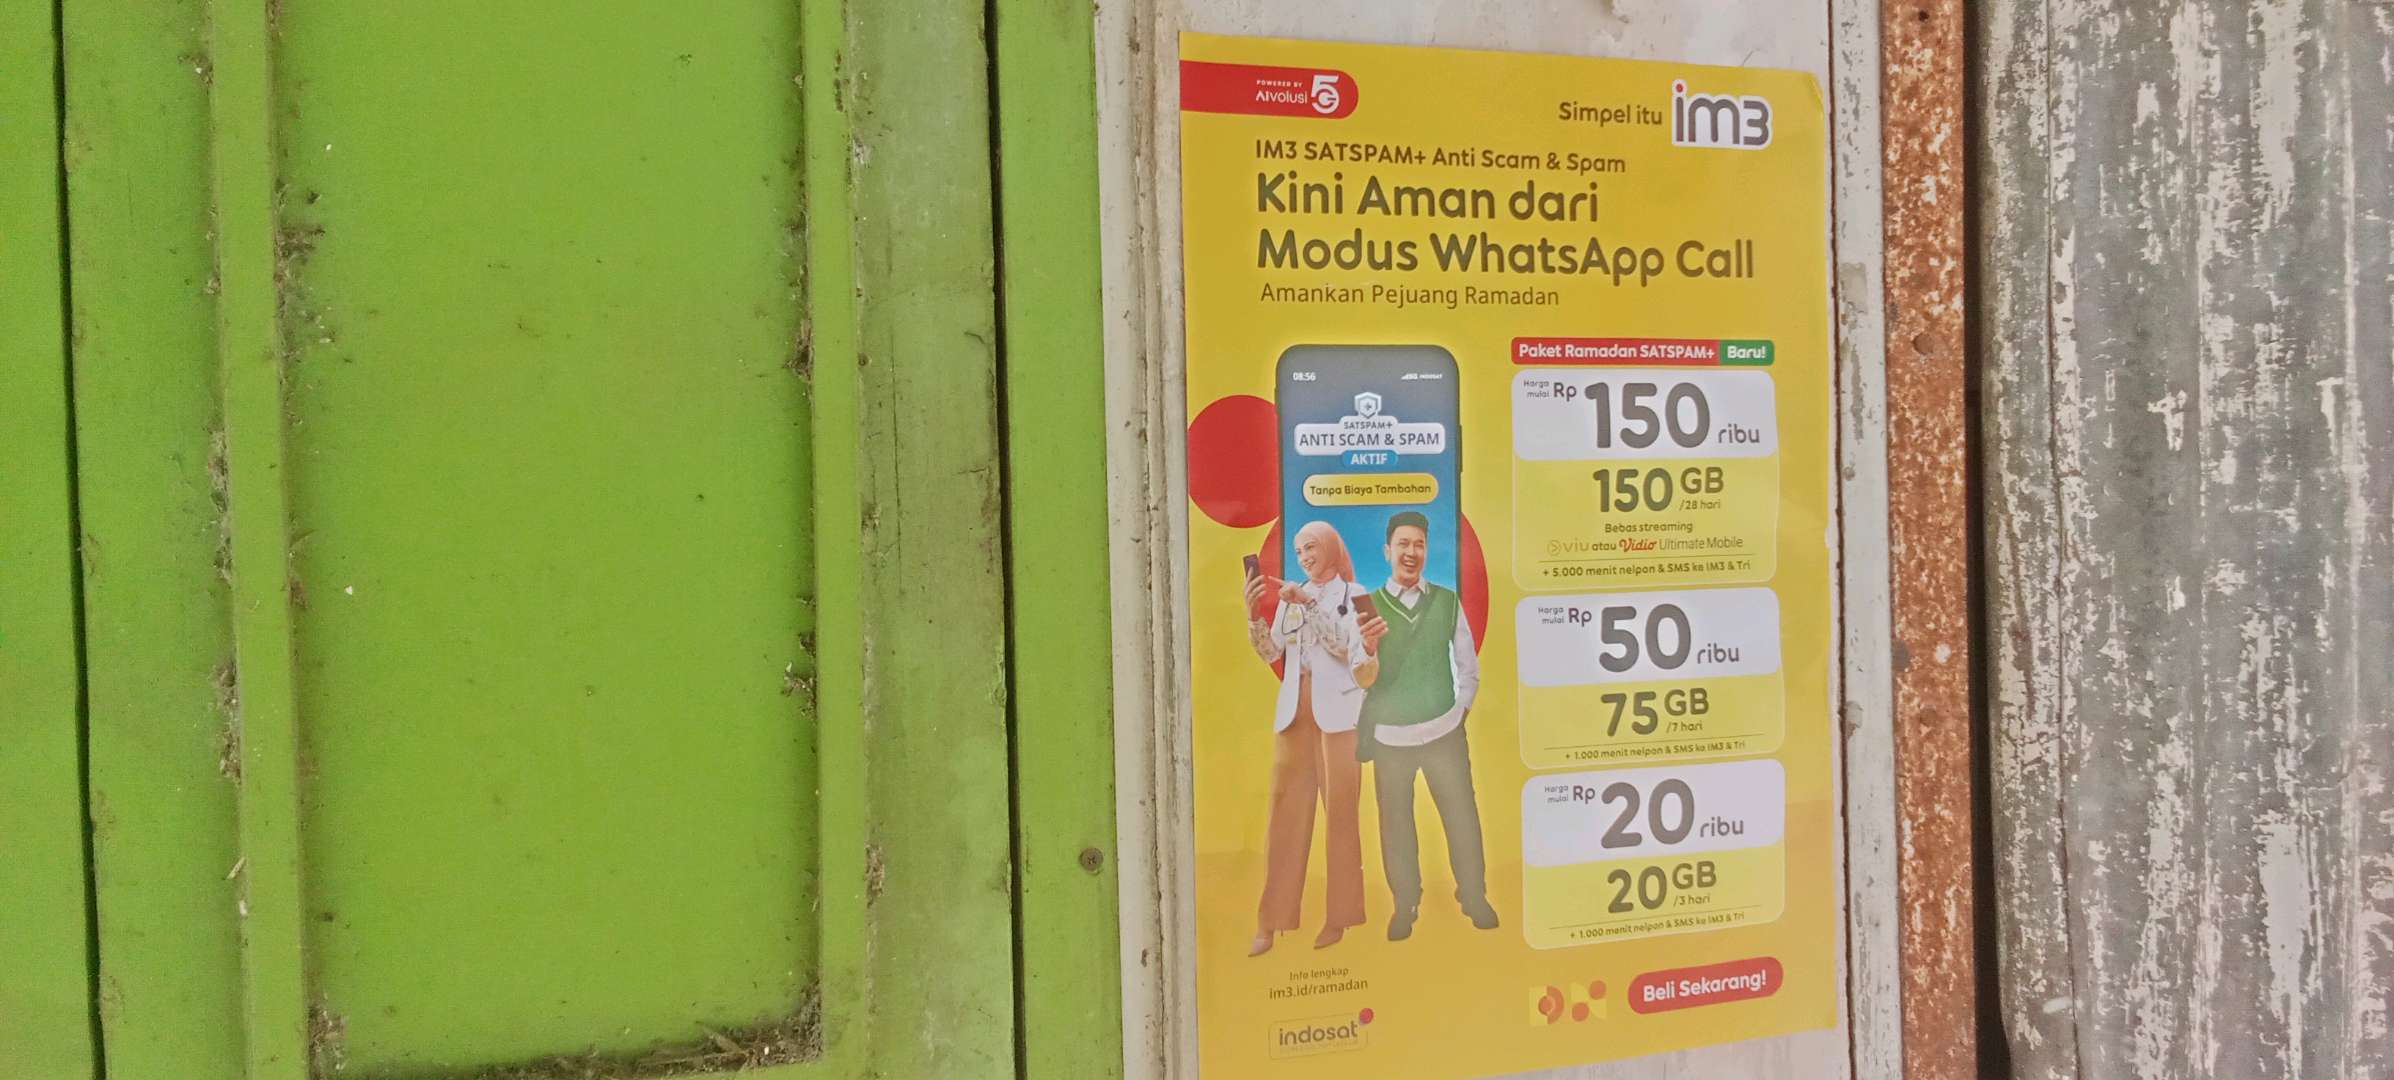 POWERED BY
AIvolusi 5G
Simpel itu im3
IM3 SATSPAM+ Anti Scam & Spam
Kini Aman dari
Modus WhatsApp Call
Amankan Pejuang Ramadan
08:56
5G INDOSAT
SATSPAM+
ANTI SCAM & SPAM
AKTIF
Tanpa Biaya Tambahan
Paket Ramadan SATSPAM+ Baru!
Harga mulai Rp 150 ribu
150 GB
/28 hari
Bebas streaming
viu atau Vidio Ultimate Mobile
+ 5.000 menit nelpon & SMS ke IM3 & Tri
Harga mulai Rp 50 ribu
75 GB
/7 hari
+ 1.000 menit nelpon & SMS ke IM3 & Tri
Harga mulai Rp 20 ribu
20 GB
/3 hari
+ 1.000 menit nelpon & SMS ke IM3 & Tri
Info lengkap
im3.id/ramadan
indosat
Beli Sekarang!